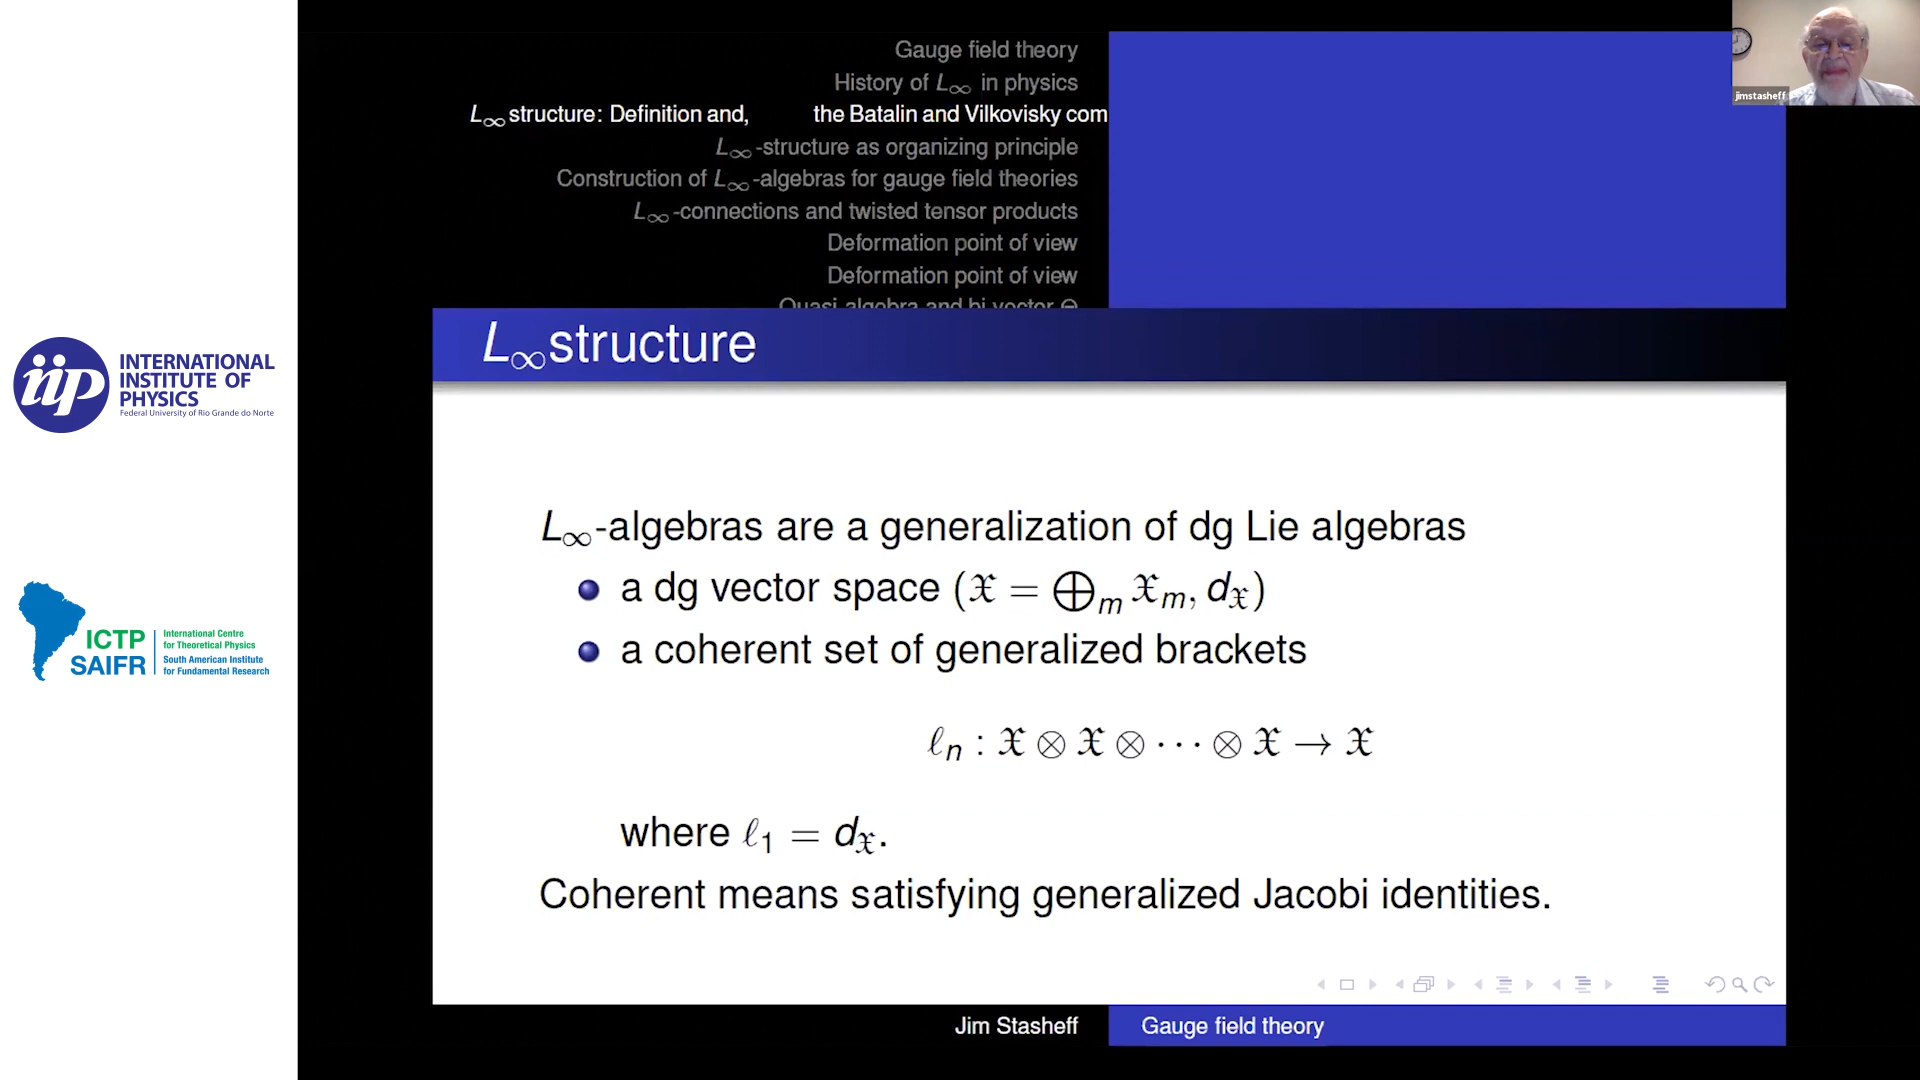 Gauge field theory
History of L∞ in physics
L∞ structure: Definition and, the Batalin and Vilkovisky com
L∞-structure as organizing principle
Construction of L∞-algebras for gauge field theories
L∞-connections and twisted tensor products
Deformation point of view
Deformation point of view
Quasi algebra and bi vector Θ
jimstasheff
L∞structure
L∞-algebras are a generalization of dg Lie algebras
a dg vector space (𝔛 = ⨁ₘ 𝔛ₘ, d_𝔛)
a coherent set of generalized brackets
ℓₙ : 𝔛 ⊗ 𝔛 ⊗ ⋯ ⊗ 𝔛 → 𝔛
where ℓ₁ = d_𝔛.
Coherent means satisfying generalized Jacobi identities.
Jim Stasheff
Gauge field theory
iip
INTERNATIONAL
INSTITUTE OF
PHYSICS
Federal University of Rio Grande do Norte
ICTP
SAIFR
International Centre
for Theoretical Physics
South American Institute
for Fundamental Research